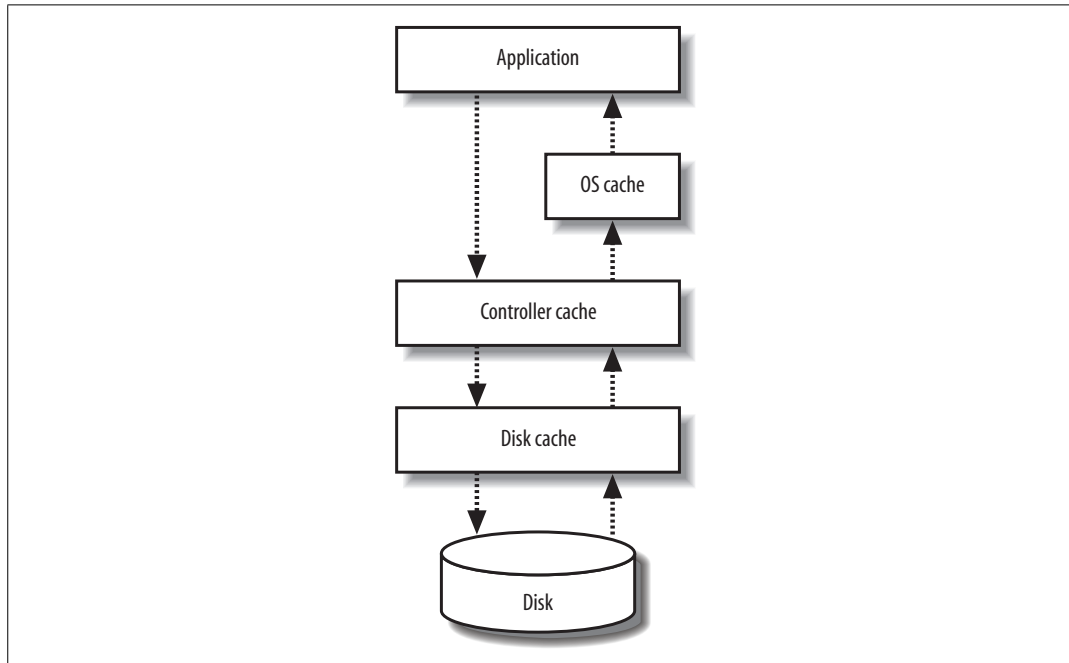 Application
OS cache
Controller cache
Disk cache
Disk